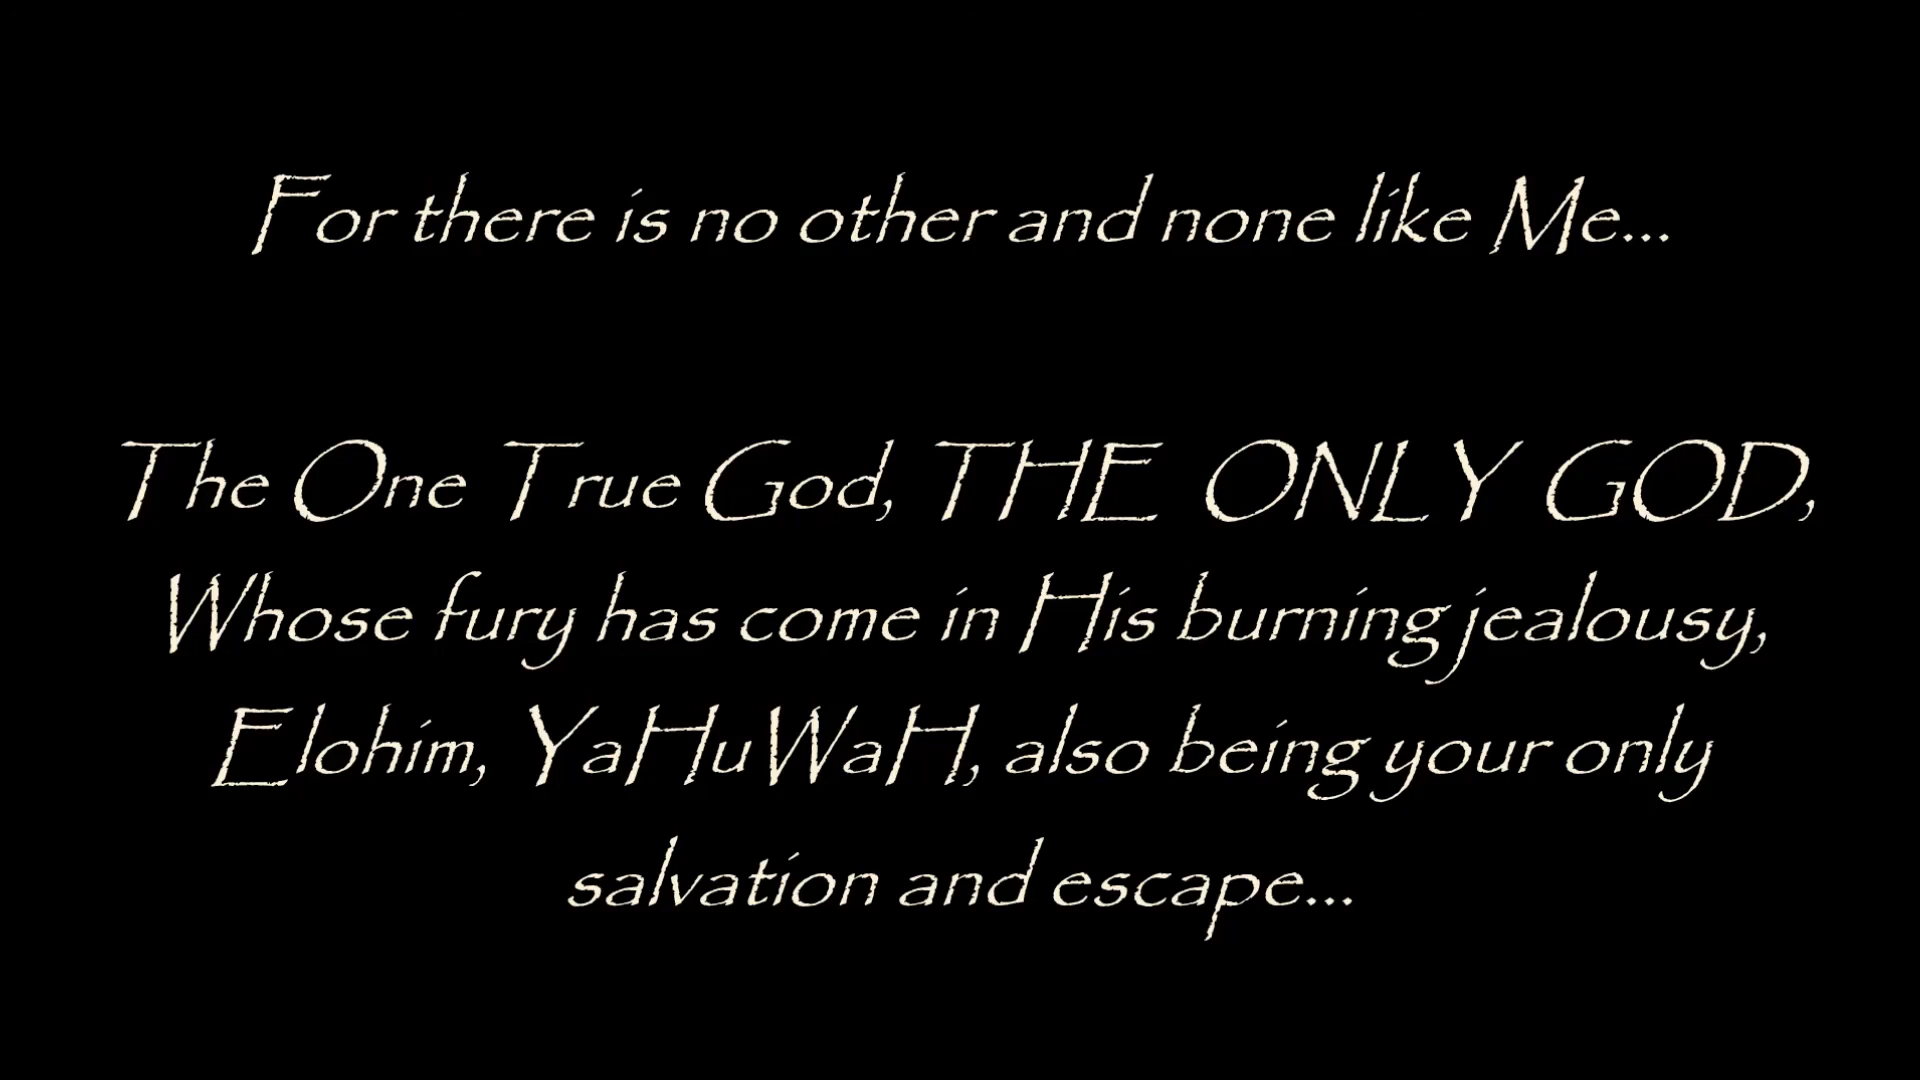 For there is no other and none like Me...
The One True God, THE ONLY GOD,
Whose fury has come in His burning jealousy,
Elohim, YaHuWaH, also being your only
salvation and escape...